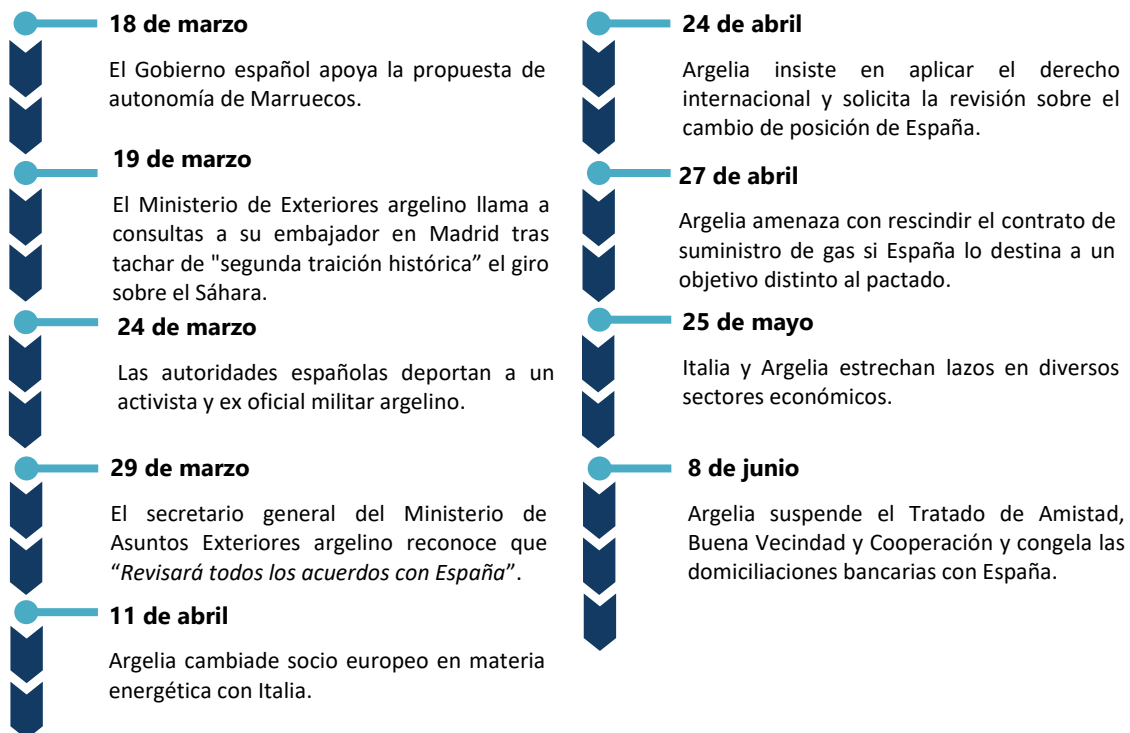 18 de marzo
El Gobierno español apoya la propuesta de
autonomía de Marruecos.
19 de marzo
El Ministerio de Exteriores argelino llama a
consultas a su embajador en Madrid tras
tachar de "segunda traición histórica” el giro
sobre el Sáhara.
24 de marzo
Las autoridades españolas deportan a un
activista y ex oficial militar argelino.
29 de marzo
El secretario general del Ministerio de
Asuntos Exteriores argelino reconoce que
“Revisará todos los acuerdos con España”.
11 de abril
Argelia cambiade socio europeo en materia
energética con Italia.
24 de abril
Argelia insiste en aplicar el derecho
internacional y solicita la revisión sobre el
cambio de posición de España.
27 de abril
Argelia amenaza con rescindir el contrato de
suministro de gas si España lo destina a un
objetivo distinto al pactado.
25 de mayo
Italia y Argelia estrechan lazos en diversos
sectores económicos.
8 de junio
Argelia suspende el Tratado de Amistad,
Buena Vecindad y Cooperación y congela las
domiciliaciones bancarias con España.